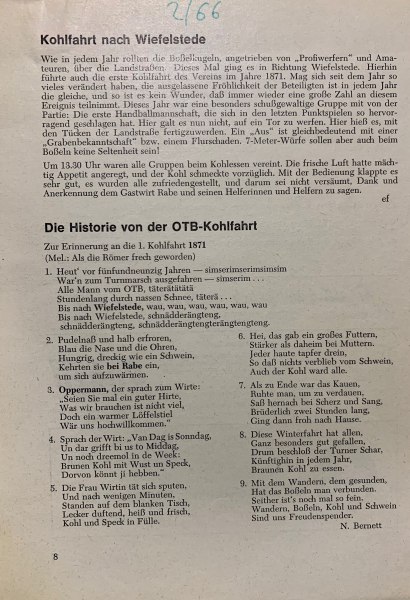 2/66
Kohlfahrt nach Wiefelstede
Wie in jedem Jahr rollten die Boßelkugeln, angetrieben von „Profiwerfern“ und Ama-
teuren, über die Landstraßen. Dieses Mal ging es in Richtung Wiefelstede. Hierhin
führte auch die erste Kohlfahrt des Vereins im Jahre 1871. Mag sich seit dem Jahr so
vieles verändert haben, die ausgelassene Fröhlichkeit der Beteiligten ist in jedem Jahr
die gleiche, und so ist es kein Wunder, daß immer wieder eine große Zahl an diesem
Ereignis teilnimmt. Dieses Jahr war eine besonders schußgewaltige Gruppe mit von der
Partie: Die erste Handballmannschaft, die sich in den letzten Punktspielen so hervor-
ragend geschlagen hat. Hier galt es nun nicht, auf ein Tor zu werfen. Hier hieß es, mit
den Tücken der Landstraße fertigzuwerden. Ein „Aus“ ist gleichbedeutend mit einer
„Grabenbekanntschaft“ bzw. einem Flurschaden. 7-Meter-Würfe sollen aber auch beim
Boßeln keine Seltenheit sein!
Um 13.30 Uhr waren alle Gruppen beim Kohlessen vereint. Die frische Luft hatte mäch-
tig Appetit angeregt, und der Kohl schmeckte vorzüglich. Mit der Bedienung klappte es
sehr gut, es wurden alle zufriedengestellt, und darum sei nicht versäumt, Dank und
Anerkennung dem Gastwirt Rabe und seinen Helferinnen und Helfern zu sagen.
ef
Die Historie von der OTB-Kohlfahrt
Zur Erinnerung an die 1. Kohlfahrt 1871
(Mel.: Als die Römer frech geworden)
1. Heut' vor fünfundneunzig Jahren — simserimserimsimsim
War'n zum Turnmarsch ausgefahren — simserim . . .
Alle Mann vom OTB, täterätätätä
Stundenlang durch nassen Schnee, täterä . . .
Bis nach Wiefelstede, wau, wau, wau, wau, wau, wau
Bis nach Wiefelstede, schnädderängteng,
schnädderängteng, schnädderängtengterängtengteng.
2. Pudelnaß und halb erfroren,
Blau die Nase und die Ohren,
Hungrig, dreckig wie ein Schwein,
Kehrten sie bei Rabe ein,
um sich aufzuwärmen.
3. Oppermann, der sprach zum Wirte:
„Seien Sie mal ein guter Hirte,
Was wir brauchen ist nicht viel,
Doch ein warmer Löffelstiel
Wär uns hochwillkommen.“
4. Sprach der Wirt: „Van Dag is Sonndag,
Un dar grifft bi us to Middag,
Un noch dreemol in de Week:
Brunen Kohl mit Wust un Speck,
Dorvon könnt ji hebben.“
5. Die Frau Wirtin tät sich sputen,
Und nach wenigen Minuten,
Standen auf dem blanken Tisch,
Lecker duftend, heiß und frisch,
Kohl und Speck in Fülle.
6. Hei, das gab ein großes Futtern,
Stärker als daheim bei Muttern.
Jeder haute tapfer drein,
So daß nichts verblieb vom Schwein,
Auch der Kohl ward alle.
7. Als zu Ende war das Kauen,
Ruhte man, um zu verdauen.
Saß hernach bei Scherz und Sang,
Brüderlich zwei Stunden lang,
Ging dann froh nach Hause.
8. Diese Winterfahrt hat allen,
Ganz besonders gut gefallen,
Drum beschloß der Turner Schar,
Künftighin in jedem Jahr,
Braunen Kohl zu essen.
9. Mit dem Wandern, dem gesunden,
Hat das Boßeln man verbunden.
Seither ist's noch mal so fein.
Wandern, Boßeln, Kohl und Schwein
Sind uns Freudenspender.
N. Bernett
8